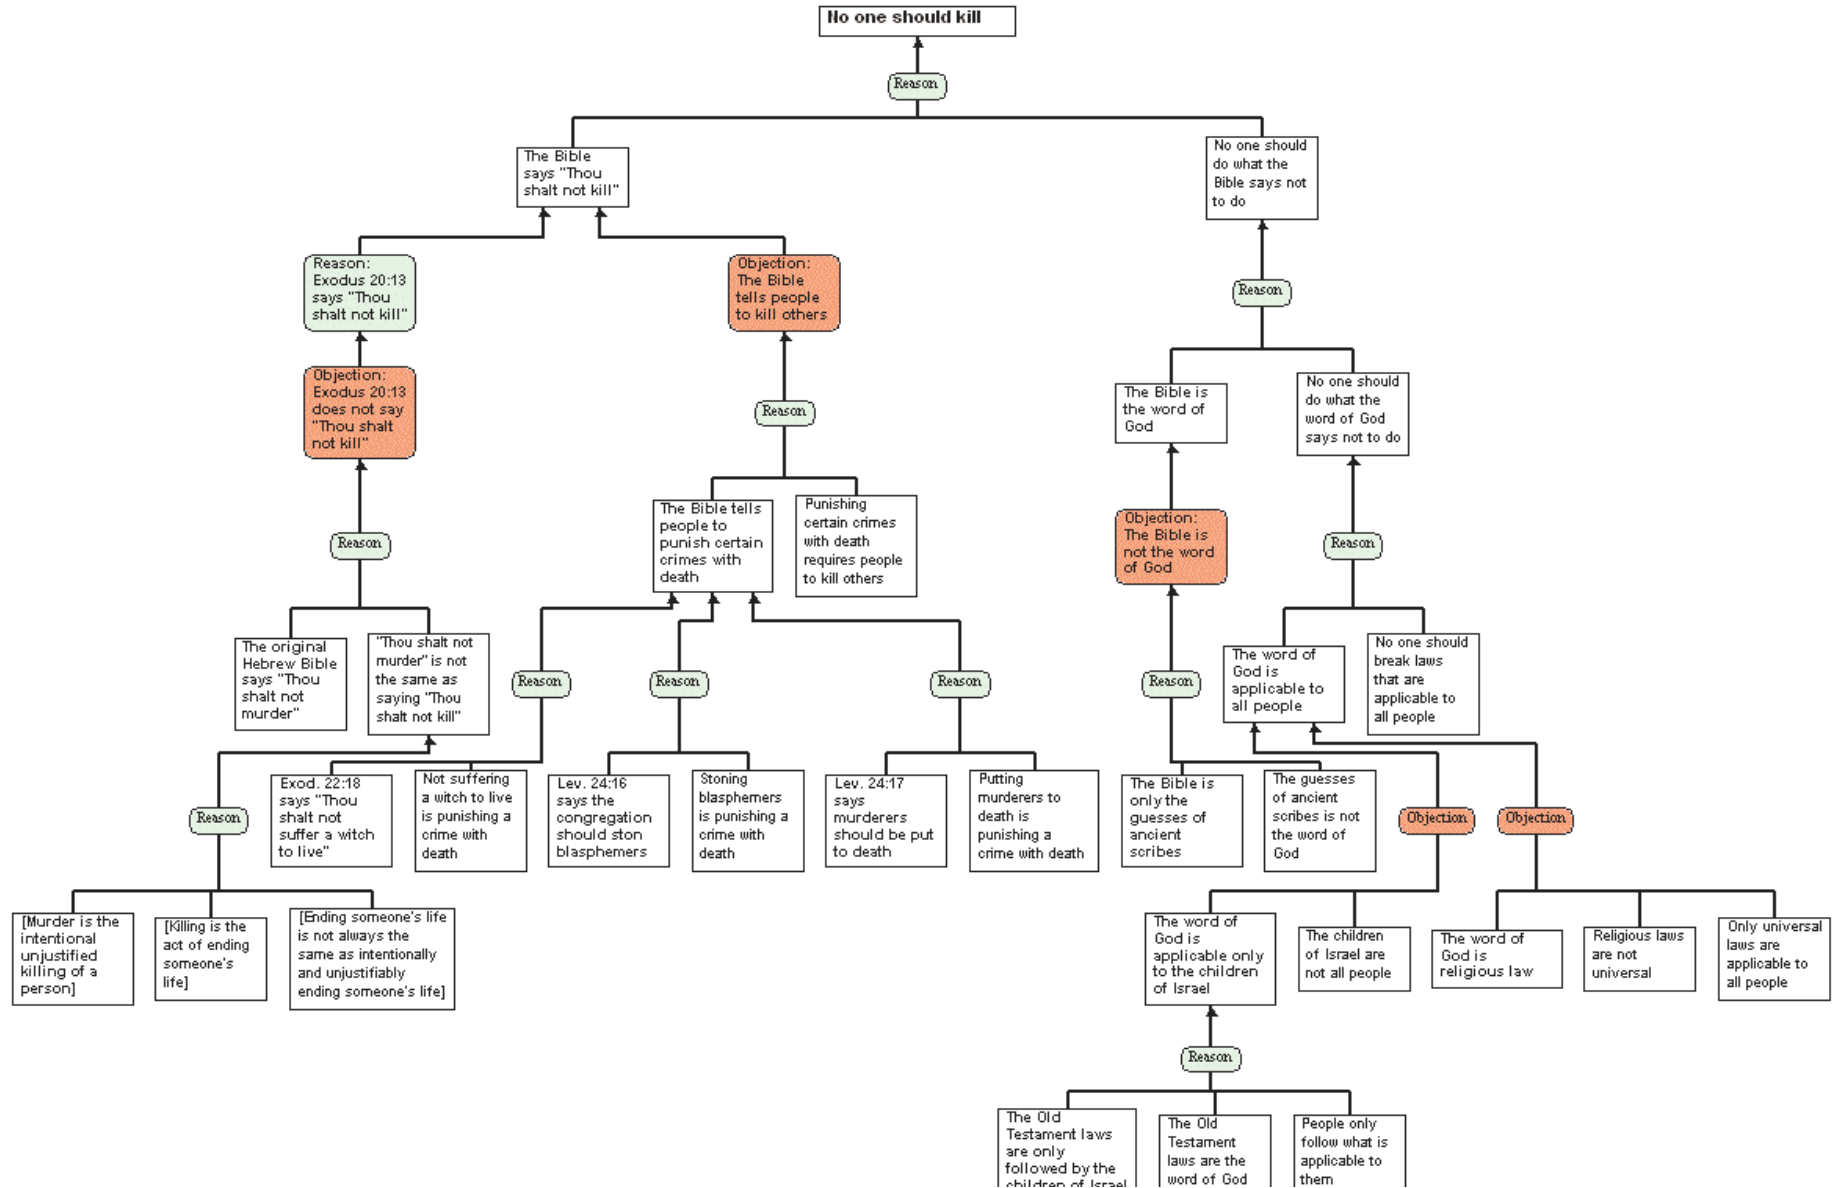 No one should kill
Reason
The Bible
says "Thou
shalt not kill"
No one should
do what the
Bible says not
to do
Reason:
Exodus 20:13
says "Thou
shalt not kill"
Objection:
The Bible
tells people
to kill others
Reason
Objection:
Exodus 20:13
does not say
"Thou shalt
not kill"
Reason
The Bible is
the word of
God
No one should
do what the
word of God
says not to do
Reason
The Bible tells
people to
punish certain
crimes with
death
Punishing
certain crimes
with death
requires people
to kill others
Objection:
The Bible is
not the word
of God
Reason
The original
Hebrew Bible
says "Thou
shalt not
murder"
"Thou shalt not
murder" is not
the same as
saying "Thou
shalt not kill"
Reason
Reason
Reason
Reason
The word of
God is
applicable to
all people
No one should
break laws
that are
applicable to
all people
Reason
Exod. 22:18
says "Thou
shalt not
suffer a witch
to live"
Not suffering
a witch to live
is punishing a
crime with
death
Lev. 24:16
says the
congregation
should ston
blasphemers
Stoning
blasphemers
is punishing a
crime with
death
Lev. 24:17
says
murderers
should be put
to death
Putting
murderers to
death is
punishing a
crime with death
The Bible is
only the
guesses of
ancient
scribes
The guesses
of ancient
scribes is not
the word of
God
Objection
Objection
[Murder is the
intentional
unjustified
killing of a
person]
[Killing is the
act of ending
someone's
life]
[Ending someone's life
is not always the
same as intentionally
and unjustifiably
ending someone's life]
The word of
God is
applicable only
to the children
of Israel
The children
of Israel are
not all people
The word of
God is
religious law
Religious laws
are not
universal
Only universal
laws are
applicable to
all people
Reason
The Old
Testament laws
are only
followed by the
children of Israel
The Old
Testament
laws are the
word of God
People only
follow what is
applicable to
them